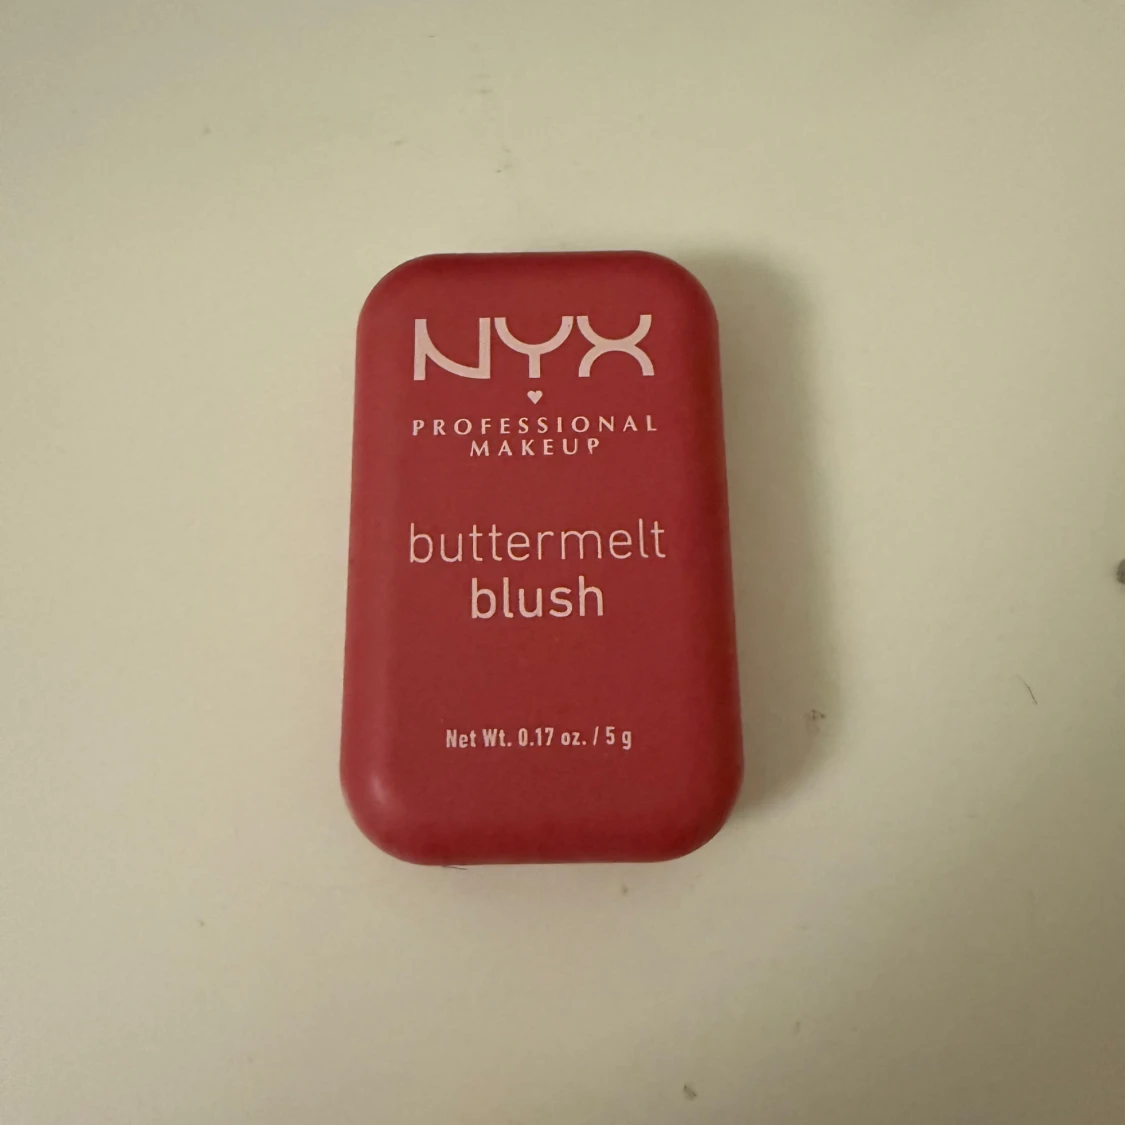 NYX
PROFESSIONAL
MAKEUP
buttermelt
blush
Net Wt. 0.17 oz. / 5 g